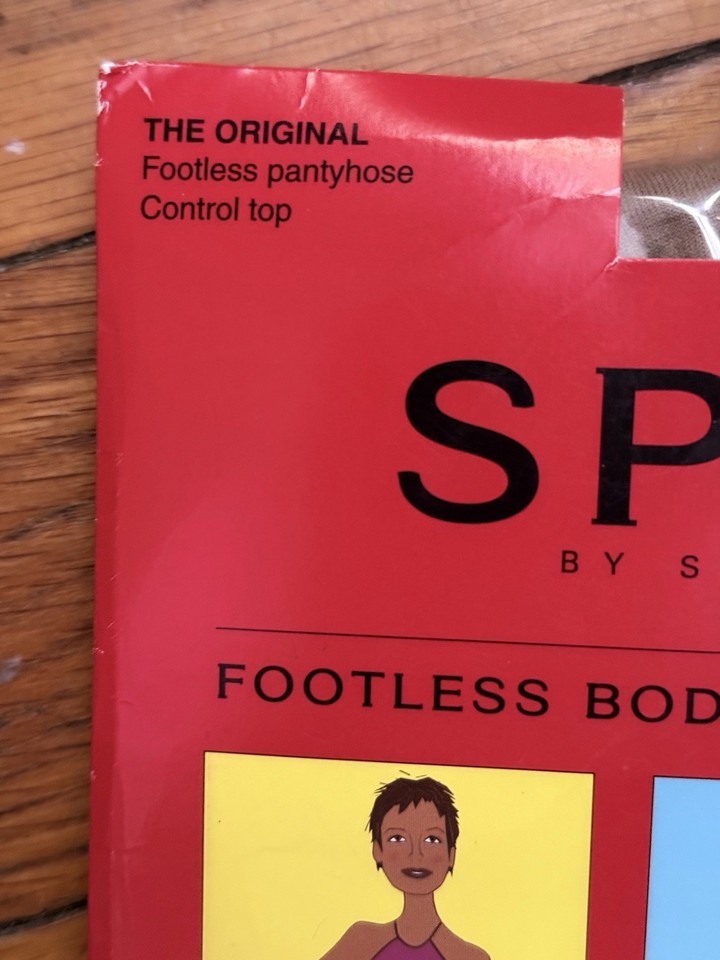 THE ORIGINAL
Footless pantyhose
Control top
SP
BY S
FOOTLESS BOD